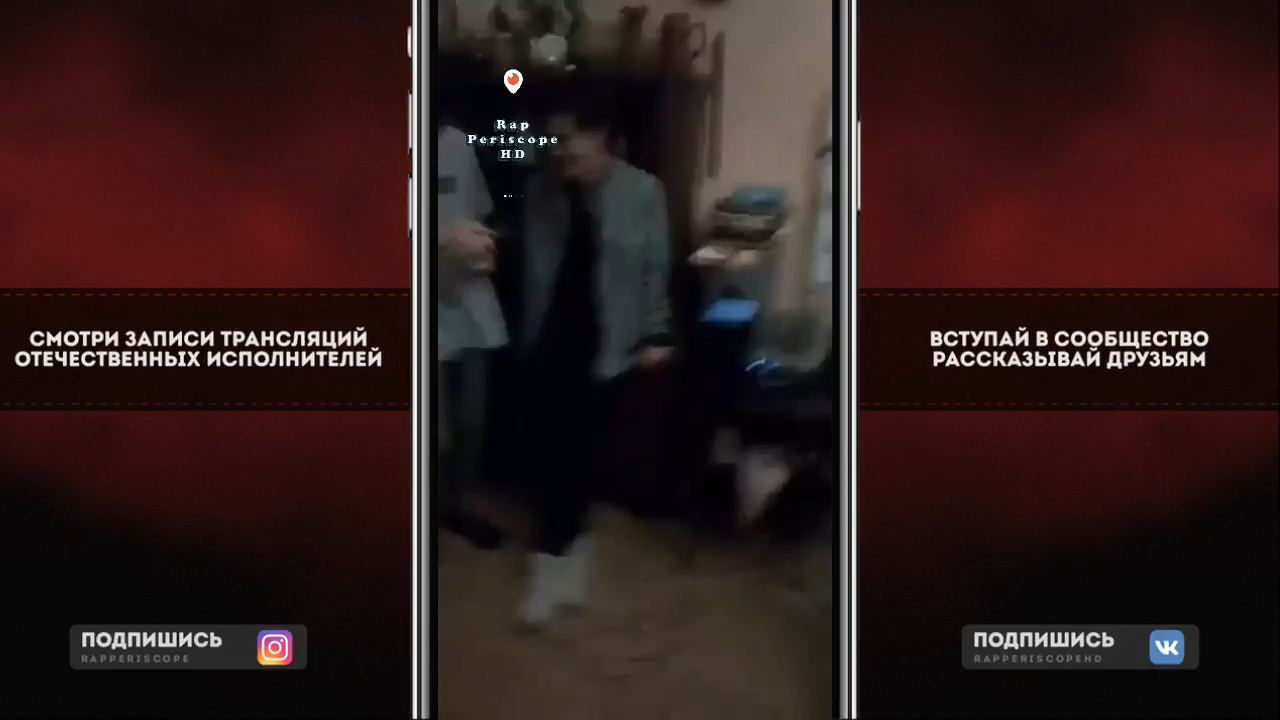 Rap
Periscope
HD
СМОТРИ ЗАПИСИ ТРАНСЛЯЦИЙ
ОТЕЧЕСТВЕННЫХ ИСПОЛНИТЕЛЕЙ
ВСТУПАЙ В СООБЩЕСТВО
РАССКАЗЫВАЙ ДРУЗЬЯМ
ПОДПИШИСЬ
RAPPERISCOPE
ПОДПИШИСЬ
RAPPERISCOPEHD